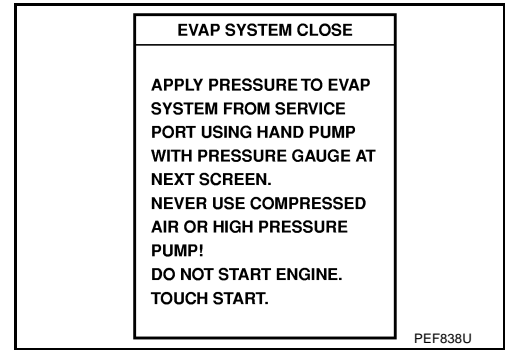 EVAP SYSTEM CLOSE
APPLY PRESSURE TO EVAP
SYSTEM FROM SERVICE
PORT USING HAND PUMP
WITH PRESSURE GAUGE AT
NEXT SCREEN.
NEVER USE COMPRESSED
AIR OR HIGH PRESSURE
PUMP!
DO NOT START ENGINE.
TOUCH START.
PEF838U